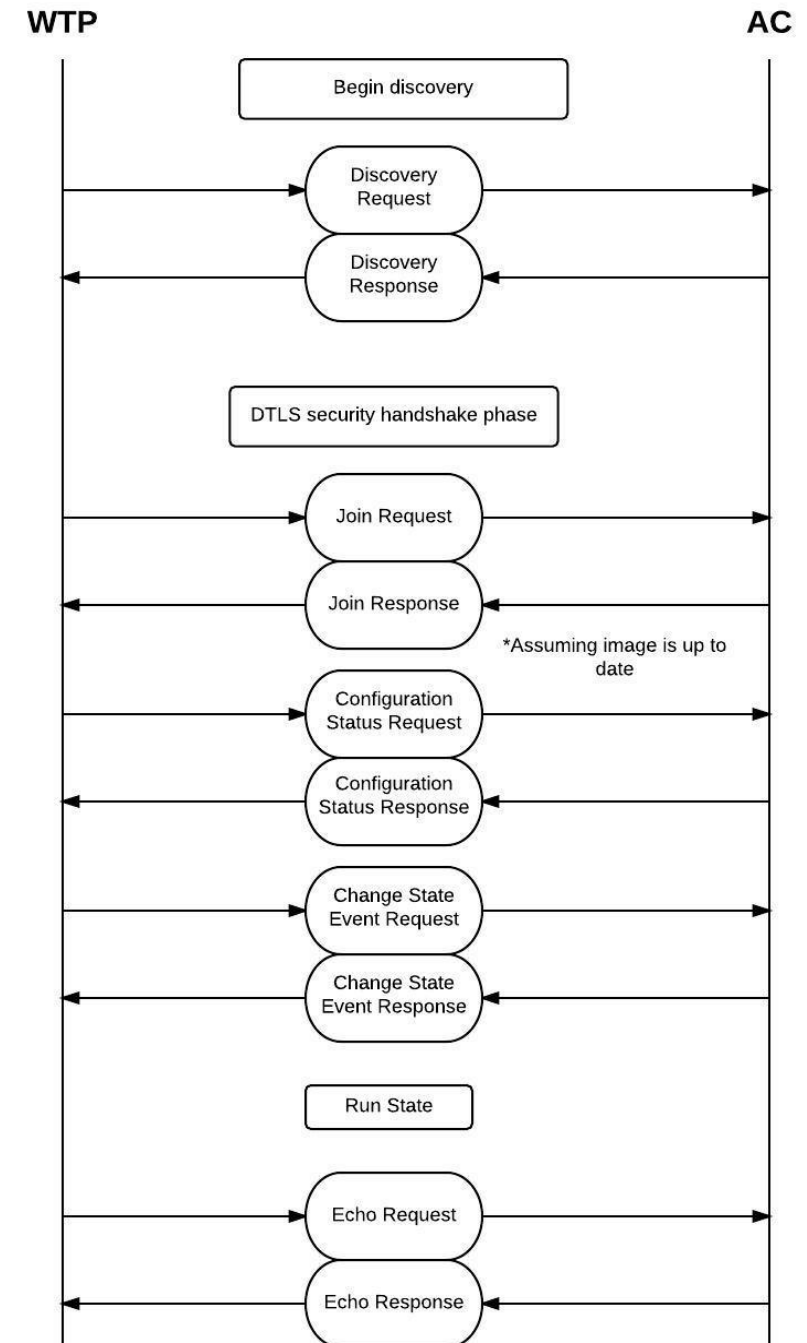 WTP
AC
Begin discovery
Discovery
Request
Discovery
Response
DTLS security handshake phase
Join Request
Join Response
*Assuming image is up to
date
Configuration
Status Request
Configuration
Status Response
Change State
Event Request
Change State
Event Response
Run State
Echo Request
Echo Response